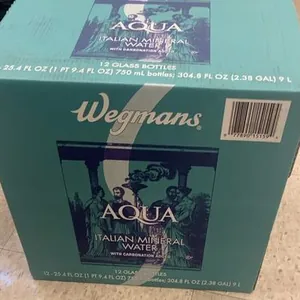 AQUA
ITALIAN MINERAL
WATER
WITH CARBONATION ADDED
12 GLASS BOTTLES
25.4 FL OZ (1 PT 9.4 FL OZ) 750 mL bottles; 304.8 FL OZ (2.38 GAL) 9 L
Wegmans
AQUA
ITALIAN MINERAL
WATER
WITH CARBONATION ADDED
12 GLASS BOTTLES
12 - 25.4 FL OZ (1 PT 9.4 FL OZ) 750 mL bottles; 304.8 FL OZ (2.38 GAL) 9 L